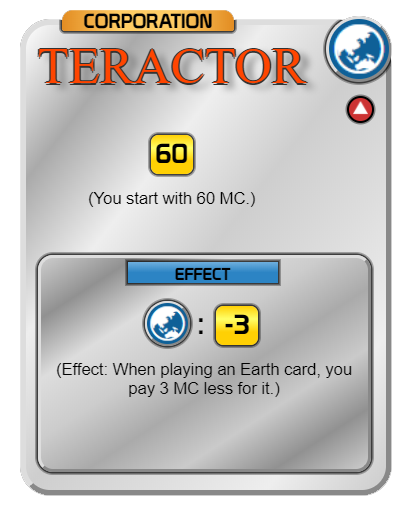 CORPORATION
TERACTOR
60
(You start with 60 MC.)
EFFECT
: -3
(Effect: When playing an Earth card, you
pay 3 MC less for it.)